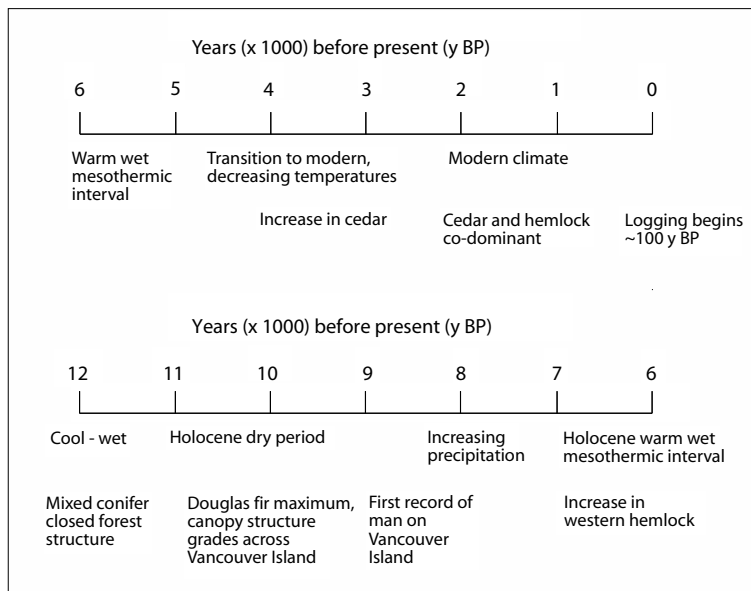 Years (x 1000) before present (y BP)
6 5 4 3 2 1 0
Warm wet
mesothermic
interval
Transition to modern,
decreasing temperatures
Modern climate
Increase in cedar
Cedar and hemlock
co-dominant
Logging begins
~100 y BP
Years (x 1000) before present (y BP)
12 11 10 9 8 7 6
Cool - wet
Holocene dry period
Increasing
precipitation
Holocene warm wet
mesothermic interval
Mixed conifer
closed forest
structure
Douglas fir maximum,
canopy structure
grades across
Vancouver Island
First record of
man on
Vancouver
Island
Increase in
western hemlock